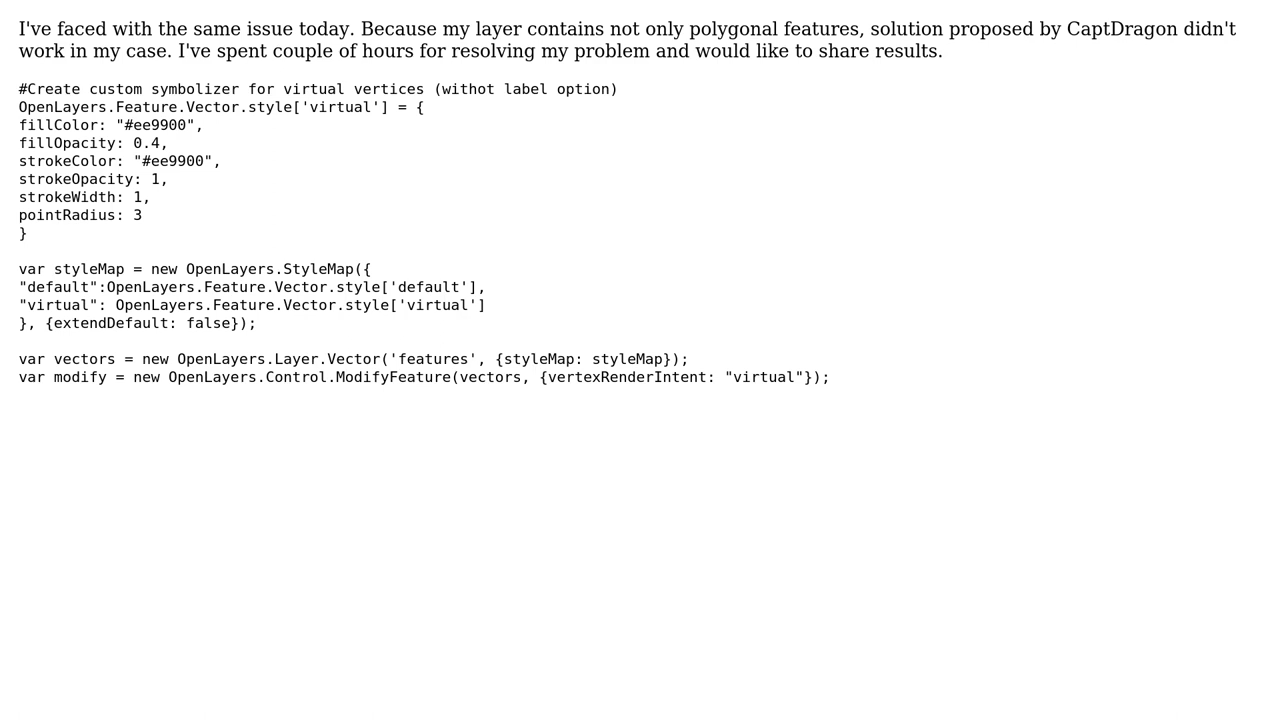 I've faced with the same issue today. Because my layer contains not only polygonal features, solution proposed by CaptDragon didn't
work in my case. I've spent couple of hours for resolving my problem and would like to share results.
#Create custom symbolizer for virtual vertices (withot label option)
OpenLayers.Feature.Vector.style['virtual'] = {
fillColor: "#ee9900",
fillOpacity: 0.4,
strokeColor: "#ee9900",
strokeOpacity: 1,
strokeWidth: 1,
pointRadius: 3
}
var styleMap = new OpenLayers.StyleMap({
"default":OpenLayers.Feature.Vector.style['default'],
"virtual": OpenLayers.Feature.Vector.style['virtual']
}, {extendDefault: false});
var vectors = new OpenLayers.Layer.Vector('features', {styleMap: styleMap});
var modify = new OpenLayers.Control.ModifyFeature(vectors, {vertexRenderIntent: "virtual"});